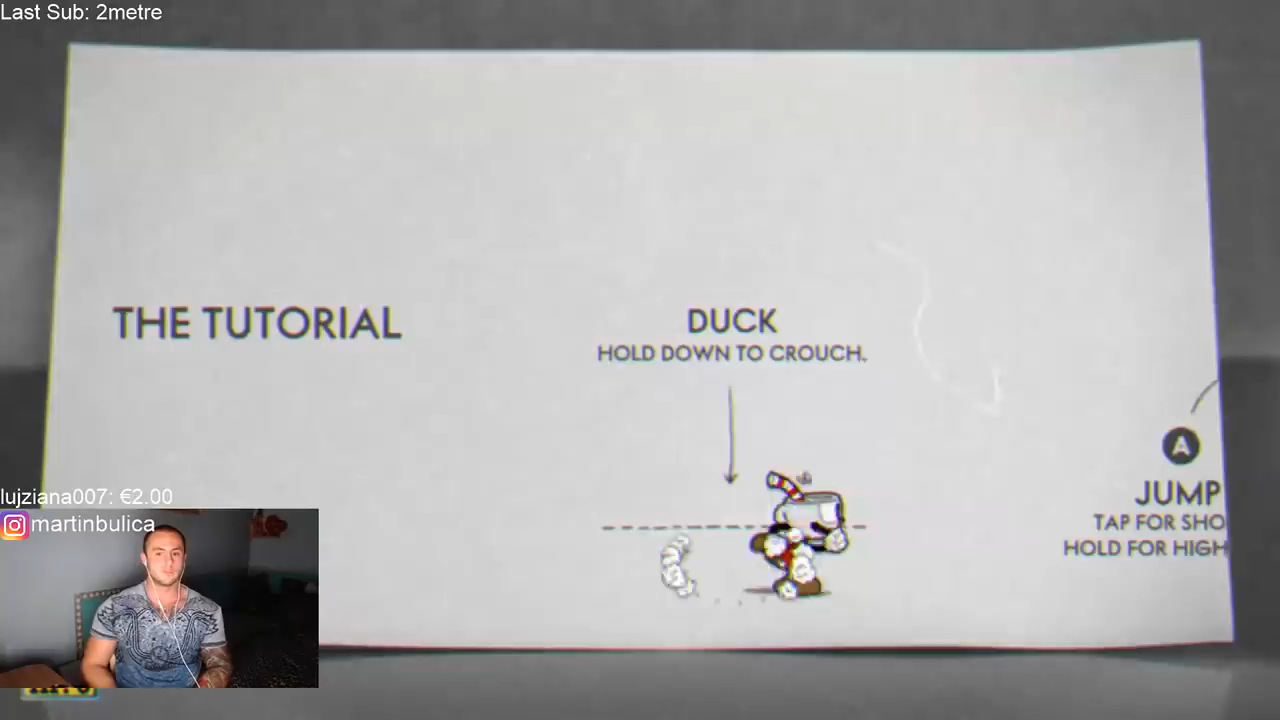 Last Sub: 2metre
THE TUTORIAL
DUCK
HOLD DOWN TO CROUCH.
A
JUMP
TAP FOR SHO
HOLD FOR HIGH
lujziana007: €2.00
martinbulica